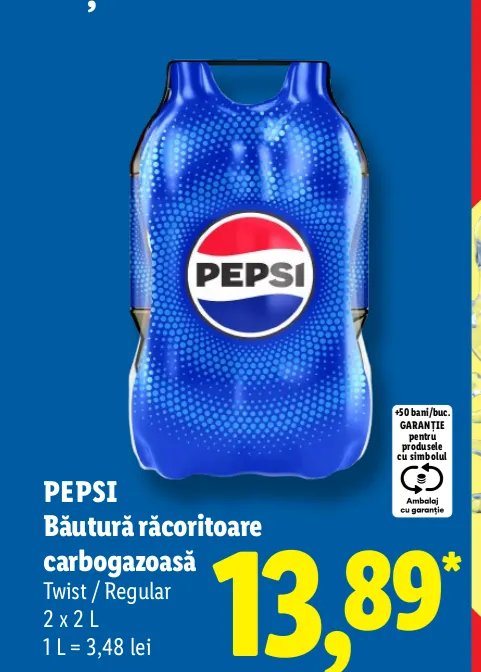 PEPSI
+50 bani/buc.
GARANȚIE
pentru
produsele
cu simbolul
Ambalaj
cu garanție
PEPSI
Băutură răcoritoare
carbogazoasă
Twist / Regular
2 x 2 L
1 L = 3,48 lei
13,89*